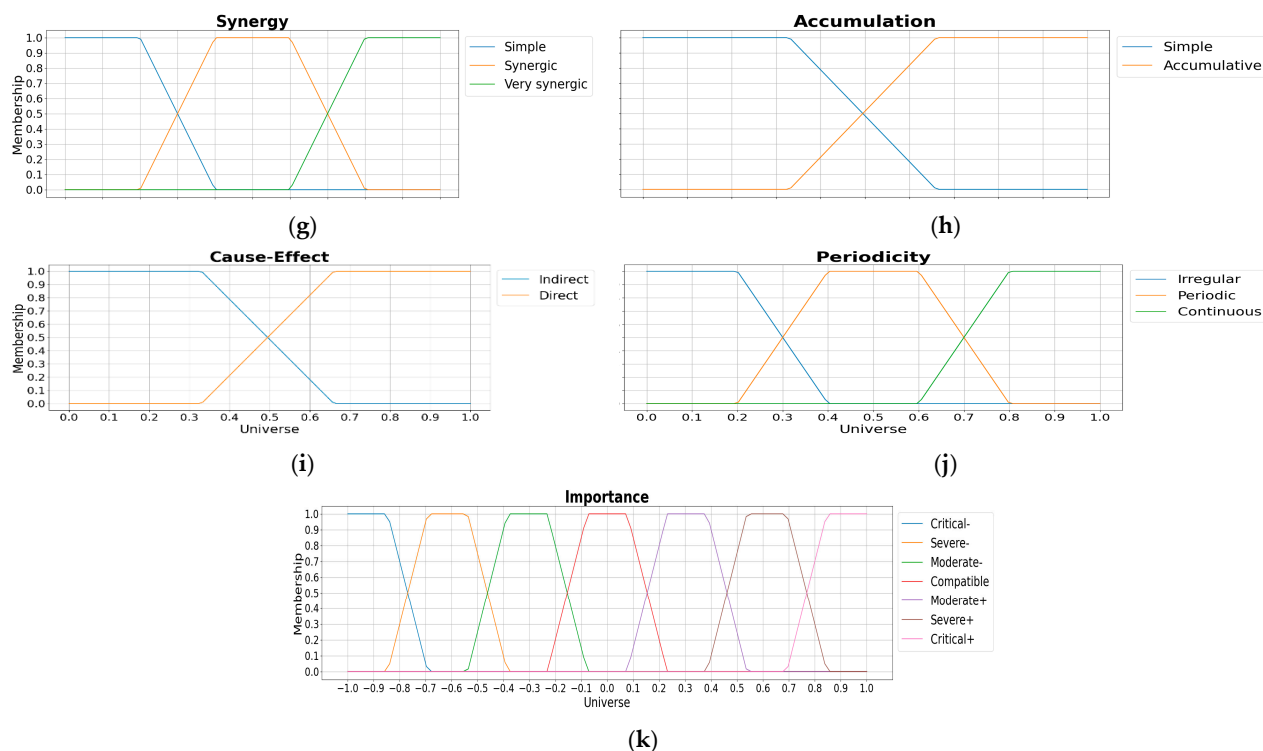 Synergy
1.0
0.9
0.8
0.7
0.6
0.5
0.4
0.3
0.2
0.1
0.0
Membership
Simple
Synergic
Very synergic
(g)
Accumulation
Simple
Accumulative
(h)
Cause-Effect
1.0
0.9
0.8
0.7
0.6
0.5
0.4
0.3
0.2
0.1
0.0
Membership
0.0 0.1 0.2 0.3 0.4 0.5 0.6 0.7 0.8 0.9 1.0
Universe
Indirect
Direct
(i)
Periodicity
0.0 0.1 0.2 0.3 0.4 0.5 0.6 0.7 0.8 0.9 1.0
Universe
Irregular
Periodic
Continuous
(j)
Importance
1.0
0.9
0.8
0.7
0.6
0.5
0.4
0.3
0.2
0.1
0.0
Membership
−1.0 −0.9 −0.8 −0.7 −0.6 −0.5 −0.4 −0.3 −0.2 −0.1 0.0 0.1 0.2 0.3 0.4 0.5 0.6 0.7 0.8 0.9 1.0
Universe
Critical-
Severe-
Moderate-
Compatible
Moderate+
Severe+
Critical+
(k)